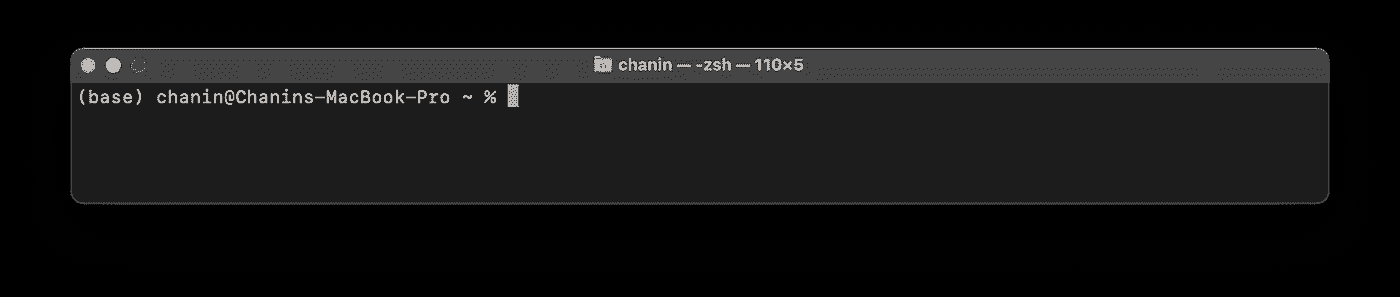 chanin — -zsh — 110×5
(base) chanin@Chanins-MacBook-Pro ~ %